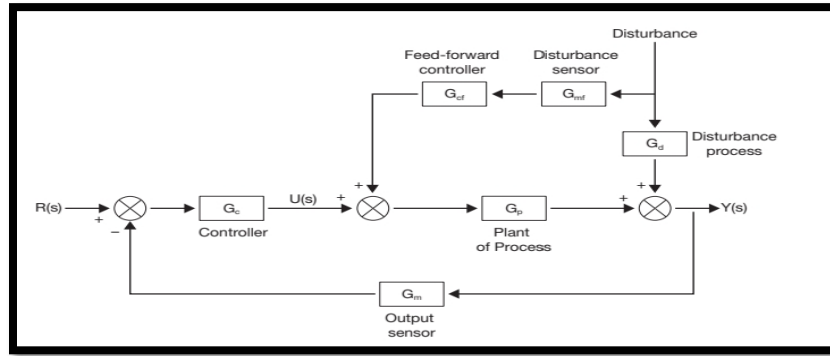 Disturbance
Feed-forward
controller
Disturbance
sensor
G_cf
G_mf
G_d
Disturbance
process
+
+
R(s)
+
−
G_c
U(s)
+
G_p
+
Y(s)
Controller
Plant
of Process
G_m
Output
sensor